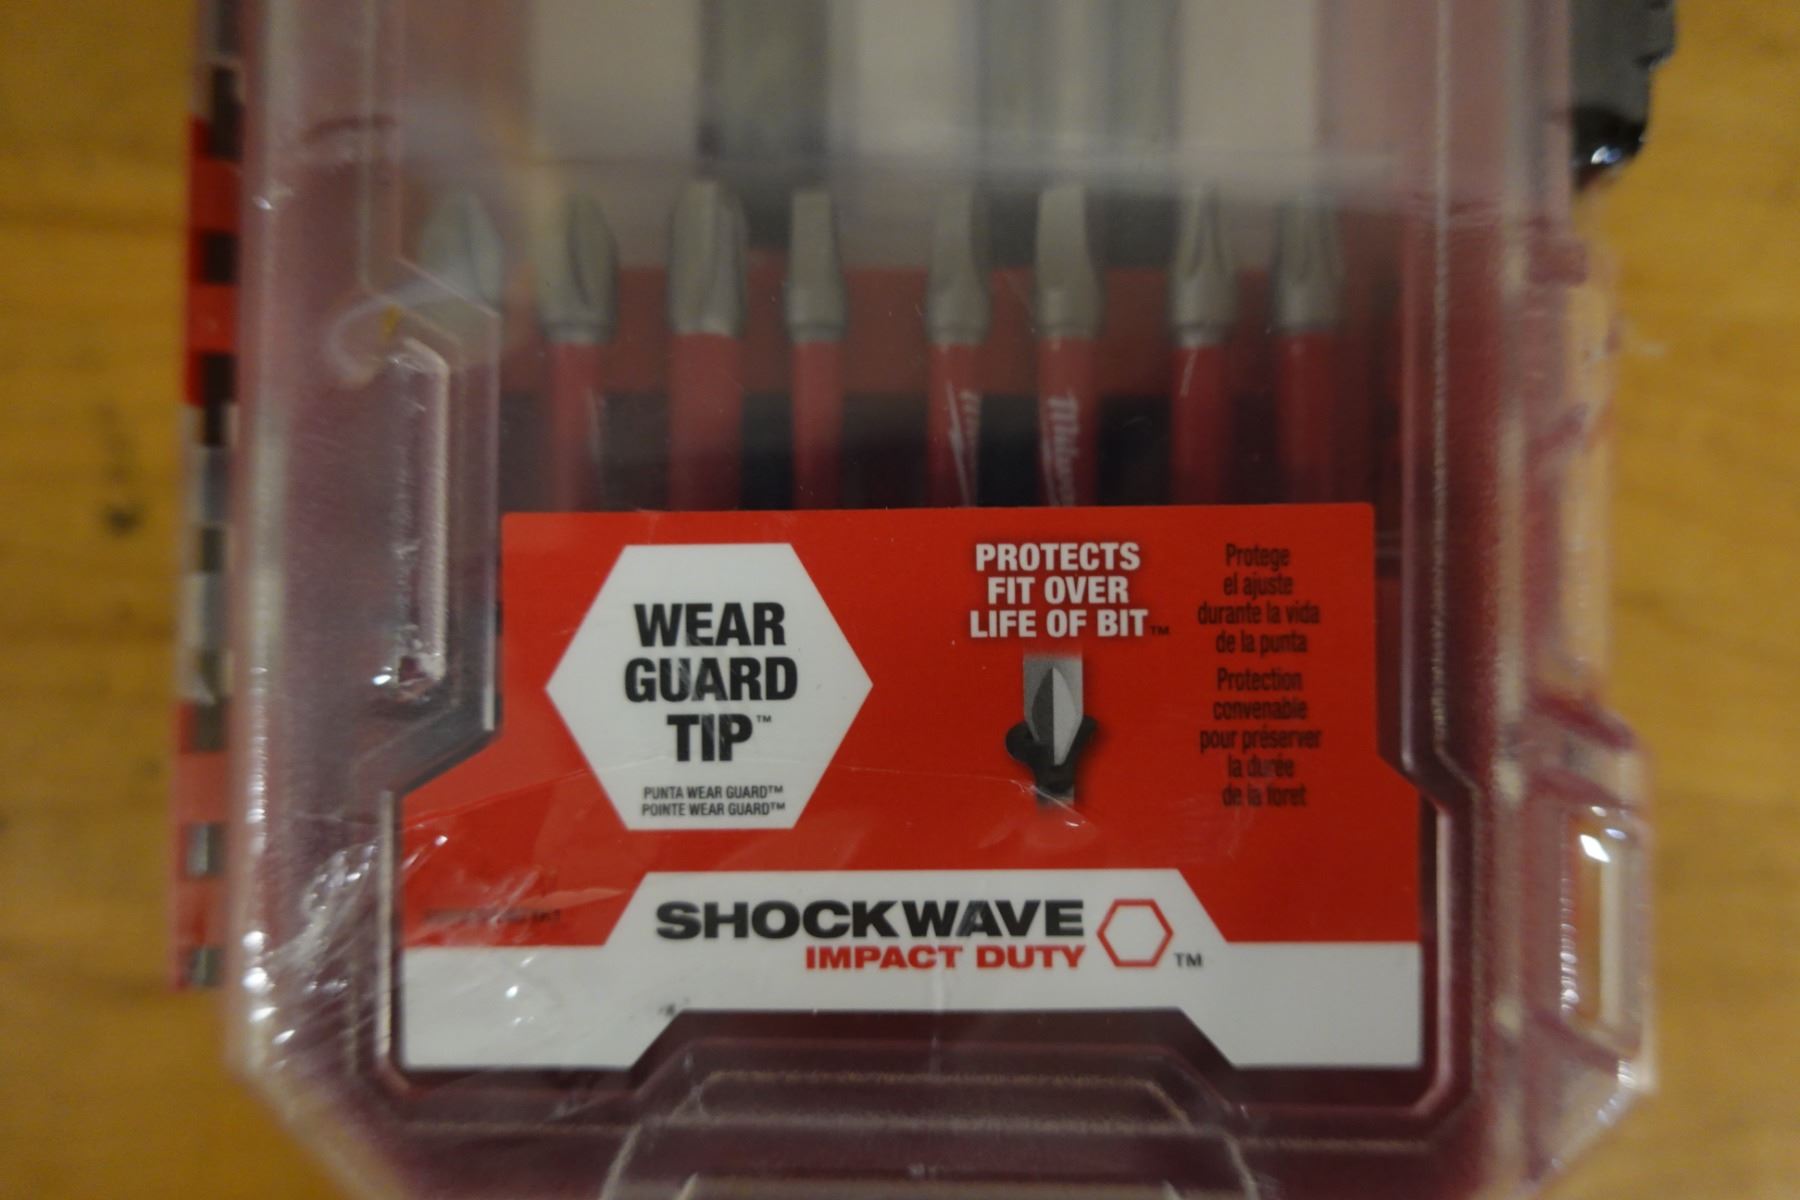 Milwau
WEAR
GUARD
TIP™
PUNTA WEAR GUARD™
POINTE WEAR GUARD™
PROTECTS
FIT OVER
LIFE OF BIT™
Protege
el ajuste
durante la vida
de la punta
Protection
convenable
pour préserver
la durée
de la foret
SHOCKWAVE
IMPACT DUTY ™